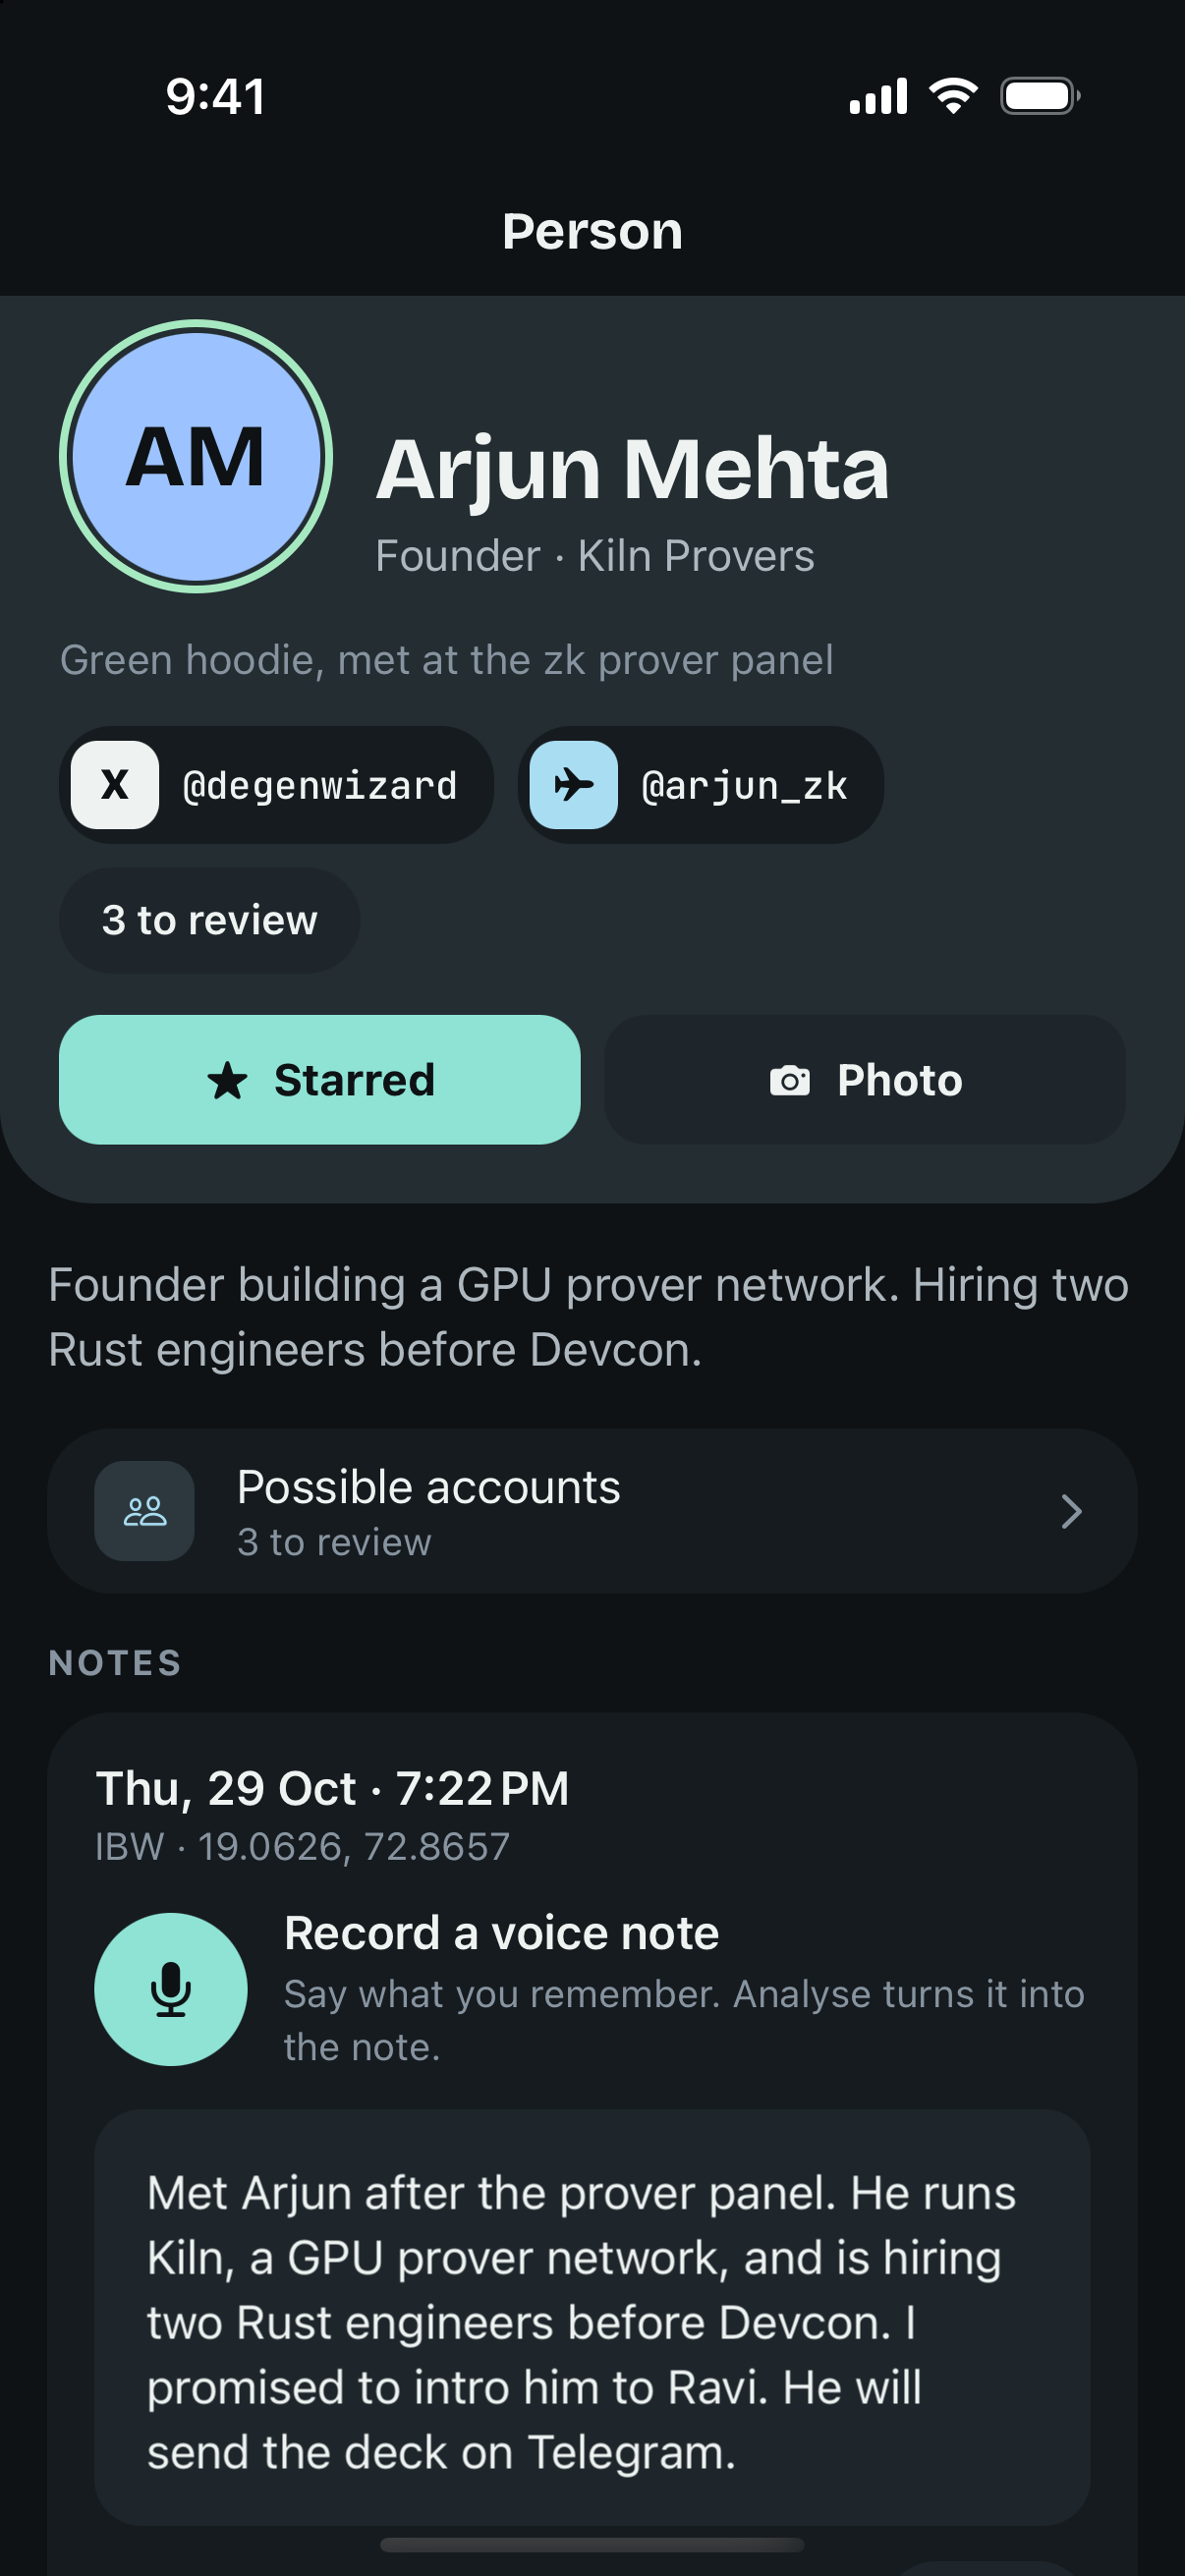 9:41
Person
AM
Arjun Mehta
Founder · Kiln Provers
Green hoodie, met at the zk prover panel
X @degenwizard
@arjun_zk
3 to review
Starred
Photo
Founder building a GPU prover network. Hiring two
Rust engineers before Devcon.
Possible accounts
3 to review
NOTES
Thu, 29 Oct · 7:22 PM
IBW · 19.0626, 72.8657
Record a voice note
Say what you remember. Analyse turns it into
the note.
Met Arjun after the prover panel. He runs
Kiln, a GPU prover network, and is hiring
two Rust engineers before Devcon. I
promised to intro him to Ravi. He will
send the deck on Telegram.